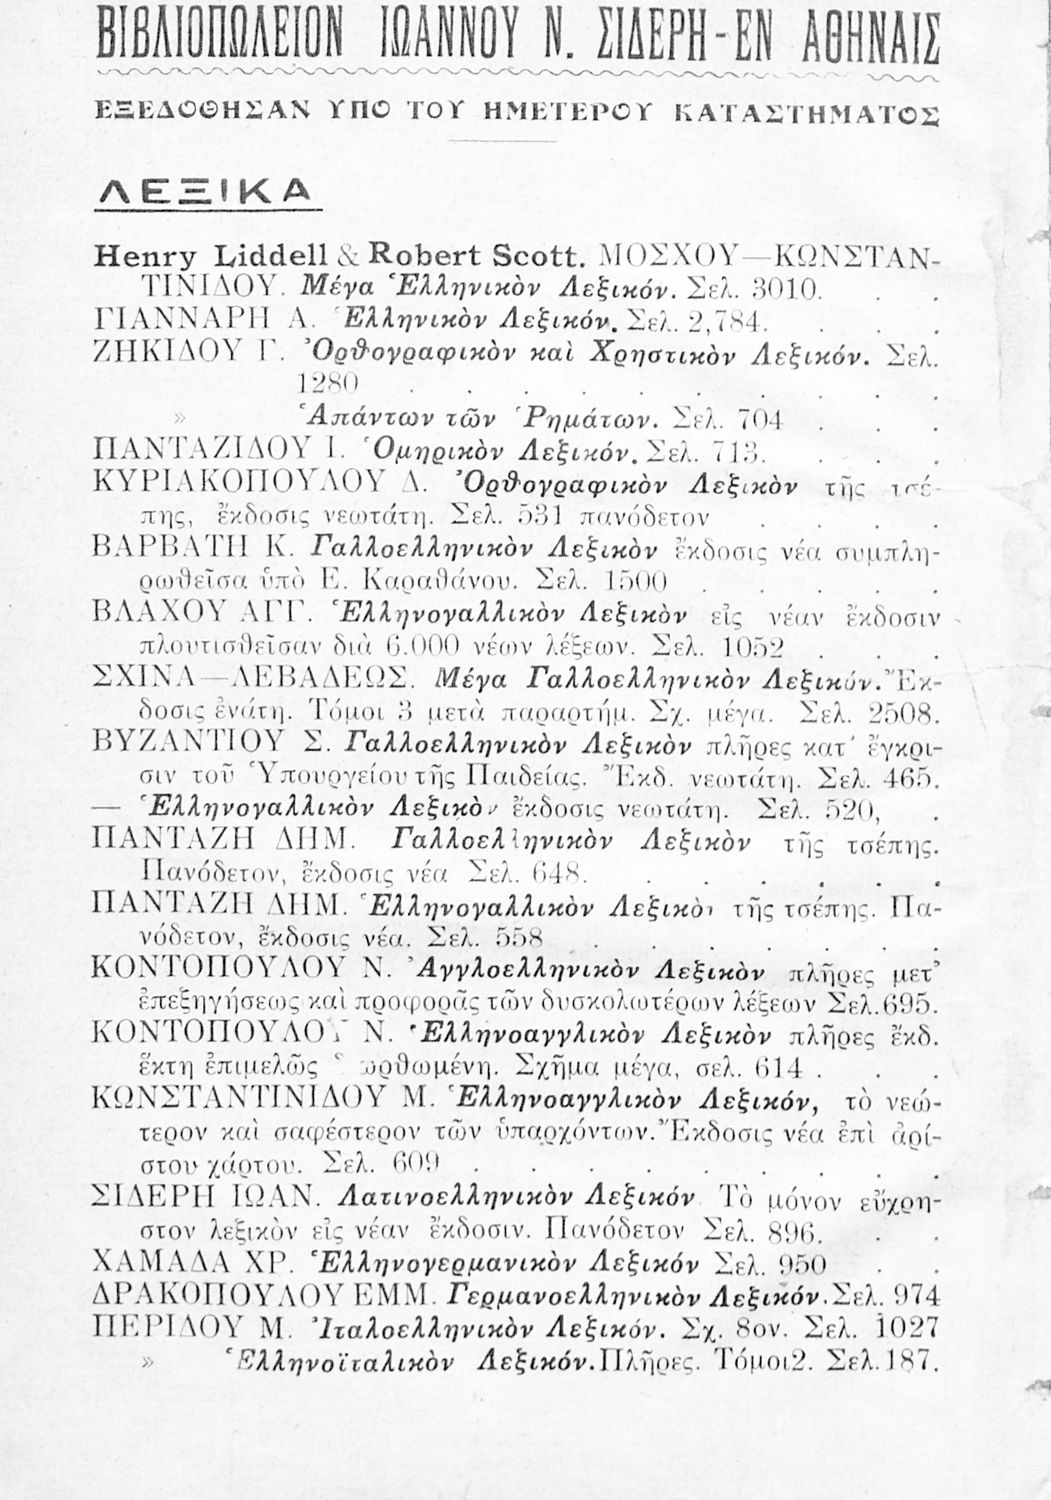 ΒΙΒΛΙΟΠΩΛΕΙΟΝ ΙΩΑΝΝΟΥ Ν. ΣΙΔΕΡΗ - ΕΝ ΑΘΗΝΑΙΣ
ΕΞΕΔΟΘΗΣΑΝ ΥΠΟ ΤΟΥ ΗΜΕΤΕΡΟΥ ΚΑΤΑΣΤΗΜΑΤΟΣ
ΛΕΞΙΚΑ
Henry Liddell & Robert Scott. ΜΟΣΧΟΥ—ΚΩΝΣΤΑΝ-
ΤΙΝΙΔΟΥ. Μέγα Ἑλληνικὸν Λεξικόν. Σελ. 3010. . .
ΓΙΑΝΝΑΡΗ Α. Ἑλληνικὸν Λεξικόν. Σελ. 2,784. . . .
ΖΗΚΙΔΟΥ Γ. Ὀρθογραφικὸν καὶ Χρηστικὸν Λεξικόν. Σελ.
1280 . . . . . . . . .
» Ἁπάντων τῶν Ῥημάτων. Σελ. 704 . . .
ΠΑΝΤΑΖΙΔΟΥ Ι. Ὁμηρικὸν Λεξικόν. Σελ. 713. . . .
ΚΥΡΙΑΚΟΠΟΥΛΟΥ Δ. Ὀρθογραφικὸν Λεξικὸν τῆς τσέ-
πης, ἔκδοσις νεωτάτη. Σελ. 531 πανόδετον . . . .
ΒΑΡΒΑΤΗ Κ. Γαλλοελληνικὸν Λεξικὸν ἔκδοσις νέα συμπλη-
ρωθεῖσα ὑπὸ Ε. Καραθάνου. Σελ. 1500 . . . . .
ΒΛΑΧΟΥ ΑΓΓ. Ἑλληνογαλλικὸν Λεξικὸν εἰς νέαν ἔκδοσιν
πλουτισθεῖσαν διὰ 6.000 νέων λέξεων. Σελ. 1052 . . .
ΣΧΙΝΑ—ΛΕΒΑΔΕΩΣ. Μέγα Γαλλοελληνικὸν Λεξικόν. Ἔκ-
δοσις ἐνάτη. Τόμοι 3 μετὰ παραρτήμ. Σχ. μέγα. Σελ. 2508.
ΒΥΖΑΝΤΙΟΥ Σ. Γαλλοελληνικὸν Λεξικὸν πλῆρες κατ' ἔγκρι-
σιν τοῦ Ὑπουργείου τῆς Παιδείας. Ἔκδ. νεωτάτη. Σελ. 465.
— Ἑλληνογαλλικὸν Λεξικὸν ἔκδοσις νεωτάτη. Σελ. 520, .
ΠΑΝΤΑΖΗ ΔΗΜ. Γαλλοελληνικὸν Λεξικὸν τῆς τσέπης.
Πανόδετον, ἔκδοσις νέα Σελ. 648. . . . . . .
ΠΑΝΤΑΖΗ ΔΗΜ. Ἑλληνογαλλικὸν Λεξικὸν τῆς τσέπης. Πα-
νόδετον, ἔκδοσις νέα. Σελ. 558 . . . . . . .
ΚΟΝΤΟΠΟΥΛΟΥ Ν. Ἀγγλοελληνικὸν Λεξικὸν πλῆρες μετ'
ἐπεξηγήσεως καὶ προφορᾶς τῶν δυσκολωτέρων λέξεων Σελ. 695.
ΚΟΝΤΟΠΟΥΛΟΥ Ν. Ἑλληνοαγγλικὸν Λεξικὸν πλῆρες ἔκδ.
ἕκτη ἐπιμελῶς ωρθωμένη. Σχῆμα μέγα, σελ. 614 . . .
ΚΩΝΣΤΑΝΤΙΝΙΔΟΥ Μ. Ἑλληνοαγγλικὸν Λεξικόν, τὸ νεώ-
τερον καὶ σαφέστερον τῶν ὑπαρχόντων. Ἔκδοσις νέα ἐπὶ ἀρί-
στου χάρτου. Σελ. 609 . . . . . . . . .
ΣΙΔΕΡΗ ΙΩΑΝ. Λατινοελληνικὸν Λεξικόν Τὸ μόνον εὔχρη-
στον λεξικὸν εἰς νέαν ἔκδοσιν. Πανόδετον Σελ. 896. . .
ΧΑΜΑΔΑ ΧΡ. Ἑλληνογερμανικὸν Λεξικόν Σελ. 950 . .
ΔΡΑΚΟΠΟΥΛΟΥ ΕΜΜ. Γερμανοελληνικὸν Λεξικόν. Σελ. 974
ΠΕΡΙΔΟΥ Μ. Ἰταλοελληνικὸν Λεξικόν. Σχ. 8ον. Σελ. 1027
» Ἑλληνοϊταλικὸν Λεξικόν. Πλῆρες. Τόμοι 2. Σελ. 187.